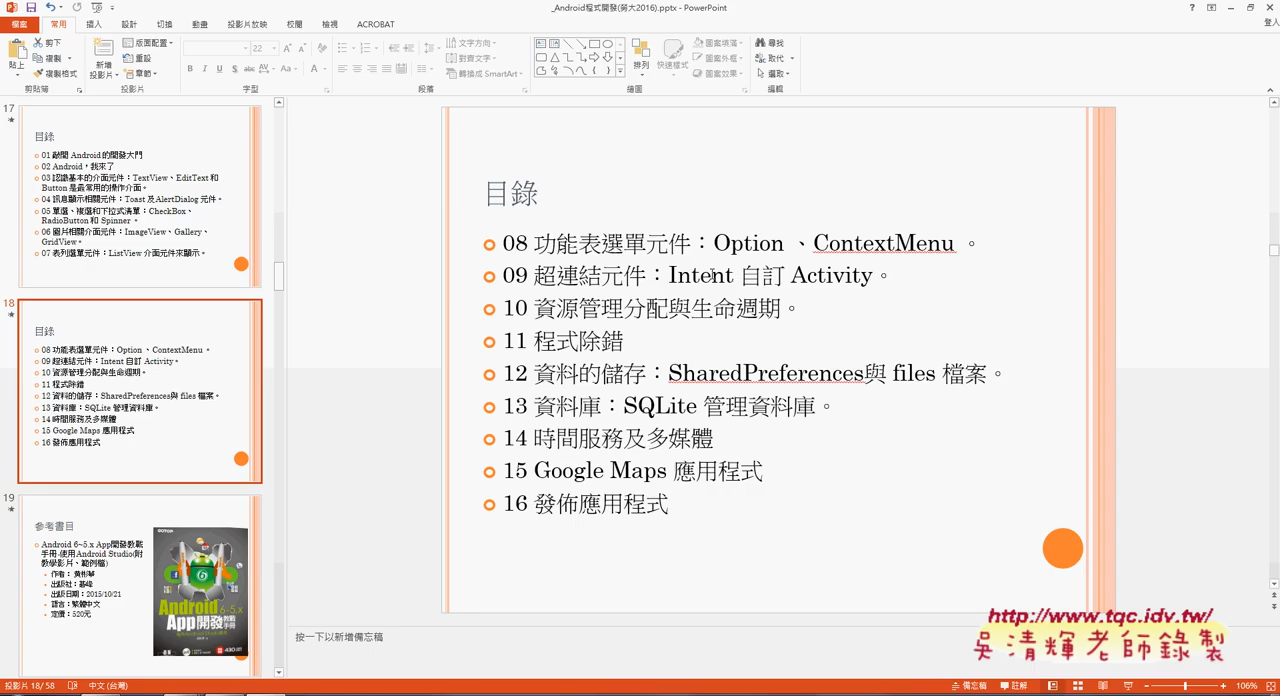 _Android程式開發(勞大2016).pptx - PowerPoint
檔案 常用 插入 設計 切換 動畫 投影片放映 校閱 檢視 ACROBAT
登入
貼上 剪下 複製 複製格式 剪貼簿
新增 投影片 版面配置 重設 章節 投影片
22 字型
文字方向 對齊文字 轉換成 SmartArt 段落
排列 快速樣式 圖案填滿 圖案外框 圖案效果 繪圖
尋找 取代 選取 編輯
17
目錄
01 敲開 Android 的開發大門
02 Android,我來了
03 認識基本的介面元件:TextView、EditText 和
Button 是最常用的操作介面。
04 訊息顯示相關元件:Toast 及AlertDialog 元件。
05 單選、複選和下拉式清單:CheckBox、
RadioButton 和 Spinner 。
06 圖片相關介面元件:ImageView、Gallery、
GridView。
07 表列選單元件:ListView 介面元件來顯示。
18
目錄
08 功能表選單元件:Option 、ContextMenu 。
09 超連結元件:Intent 自訂 Activity。
10 資源管理分配與生命週期。
11 程式除錯
12 資料的儲存:SharedPreferences與 files 檔案。
13 資料庫:SQLite 管理資料庫。
14 時間服務及多媒體
15 Google Maps 應用程式
16 發佈應用程式
19
參考書目
Android 6~5.x App開發教戰
手冊-使用Android Studio(附
教學影片、範例檔)
作者: 黃彬華
出版社:碁峰
出版日期:2015/10/21
語言:繁體中文
定價:520元
Android 6-5.x
App開發教戰手冊
目錄
08 功能表選單元件:Option 、ContextMenu 。
09 超連結元件:Intent 自訂 Activity。
10 資源管理分配與生命週期。
11 程式除錯
12 資料的儲存:SharedPreferences與 files 檔案。
13 資料庫:SQLite 管理資料庫。
14 時間服務及多媒體
15 Google Maps 應用程式
16 發佈應用程式
按一下以新增備忘稿
http://www.tqc.idv.tw/
吳清輝老師錄製
投影片 18/58 中文 (台灣) 備忘稿 註解 106%